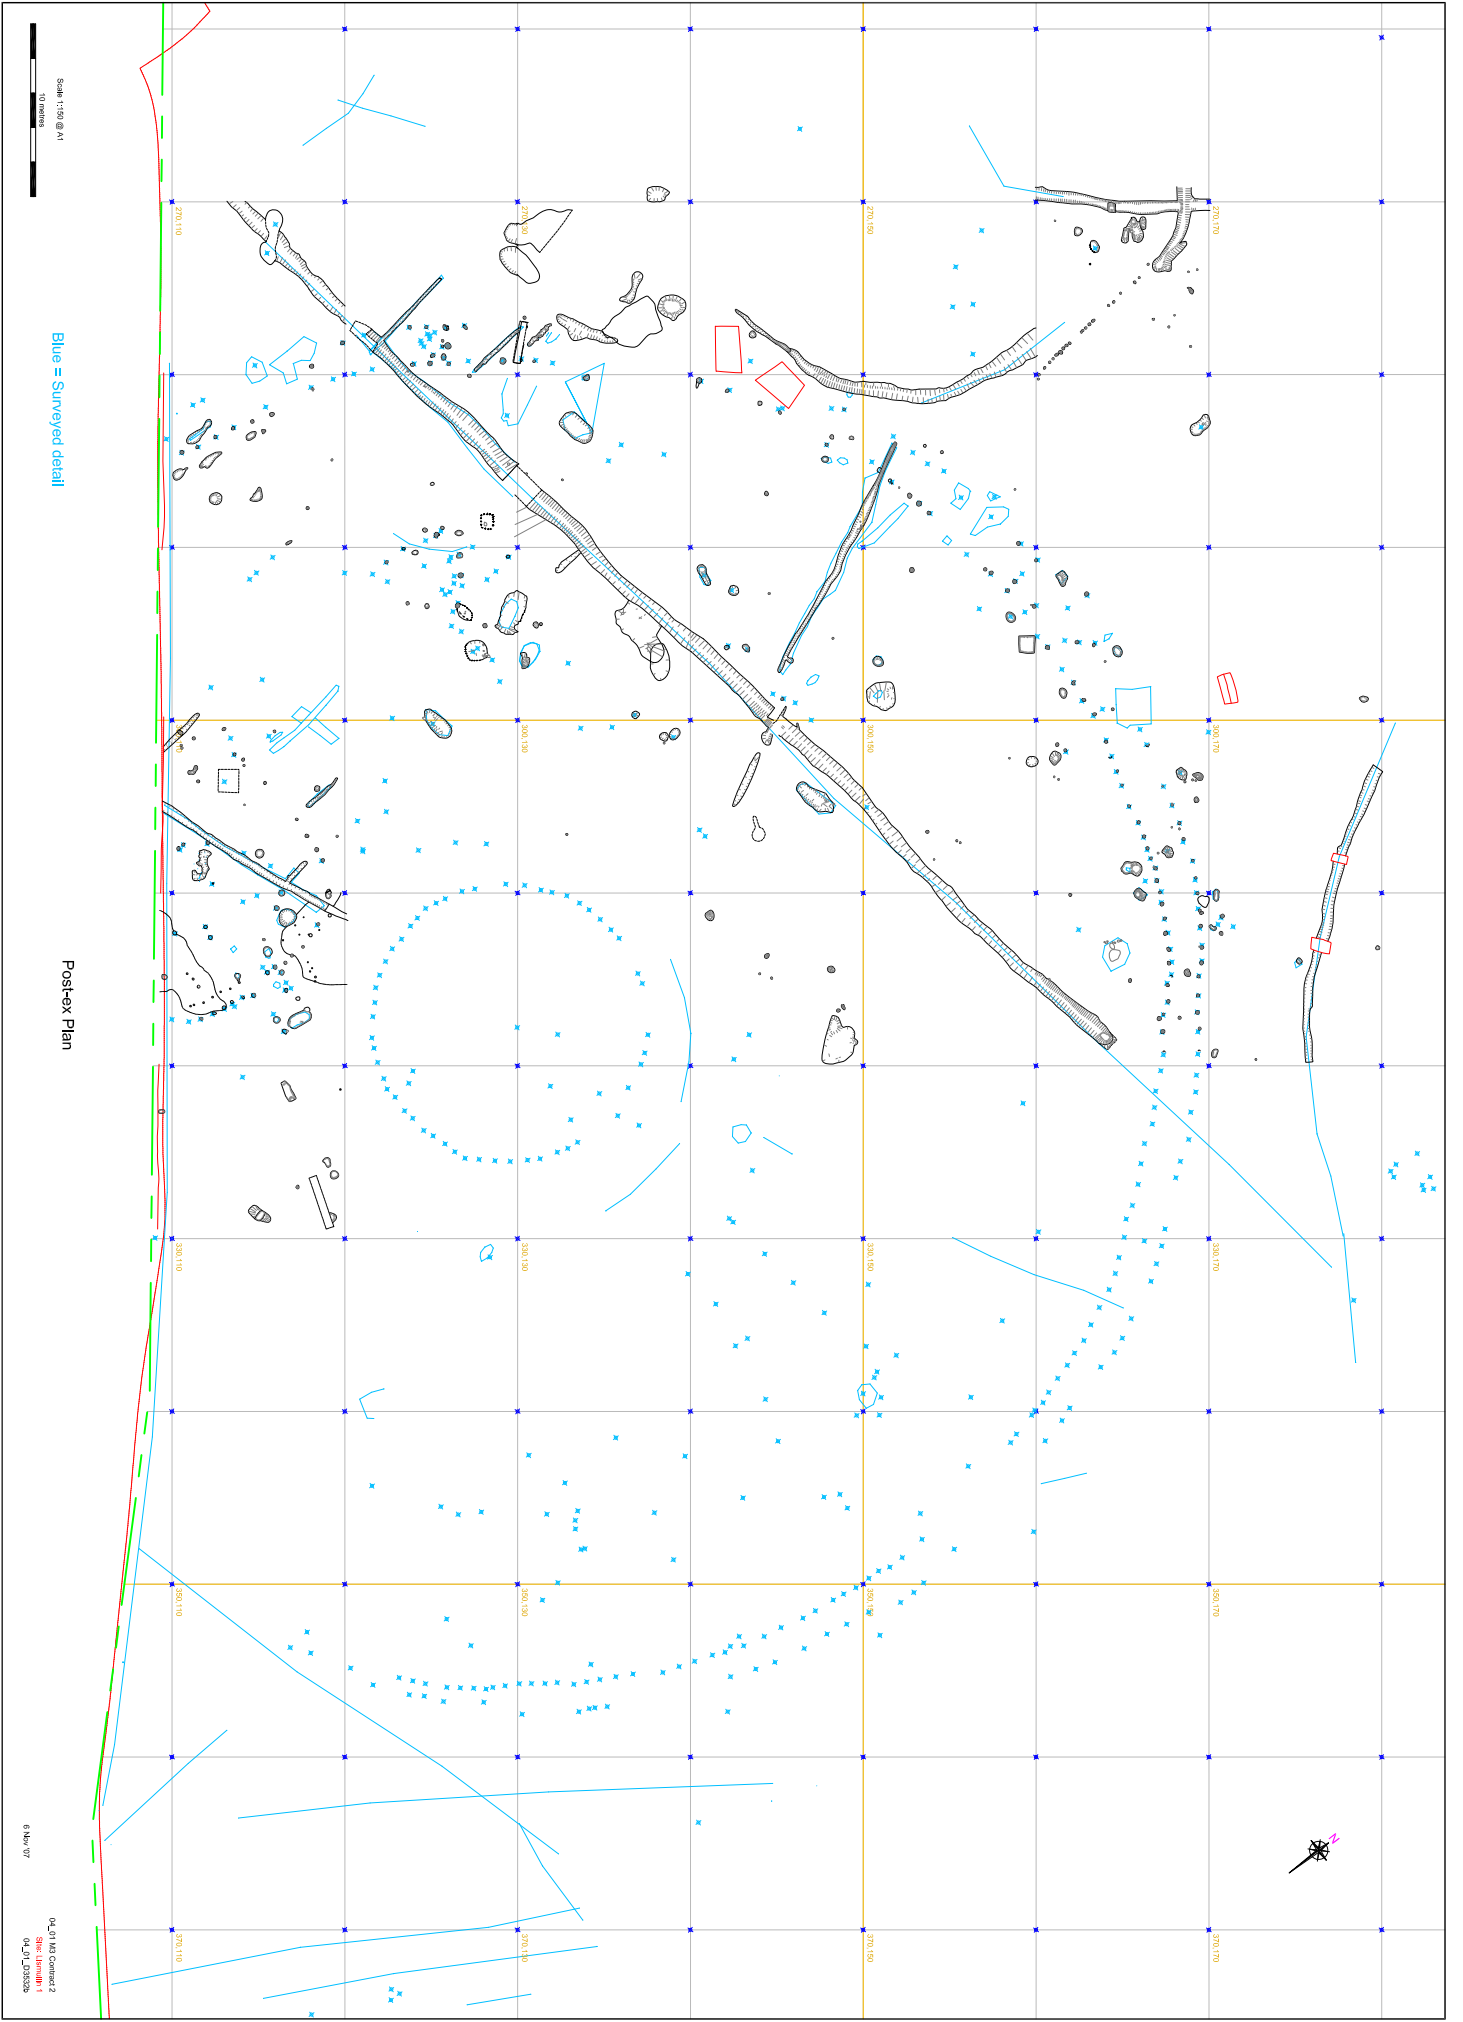 Scale 1:150 @ A1
10 metres
Blue = Surveyed detail
Post-ex Plan
270,110
270,130
270,150
270,170
300,110
300,130
300,150
300,170
330,110
330,130
330,150
330,170
350,110
350,130
350,150
350,170
370,110
370,130
370,150
370,170
N
6 Nov '07
04_01 M3 Contract 2
Site: Lismullin 1
04_01_D3532b